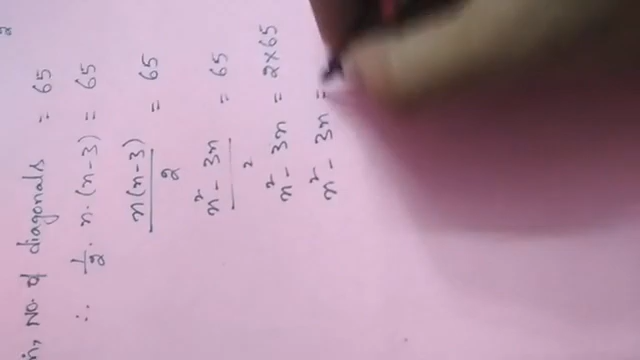 No. of diagonals = 65
∴ 1/2 · n · (n-3) = 65
n(n-3)/2 = 65
n² - 3n/2 = 65
n² - 3n = 2×65
n² - 3n =